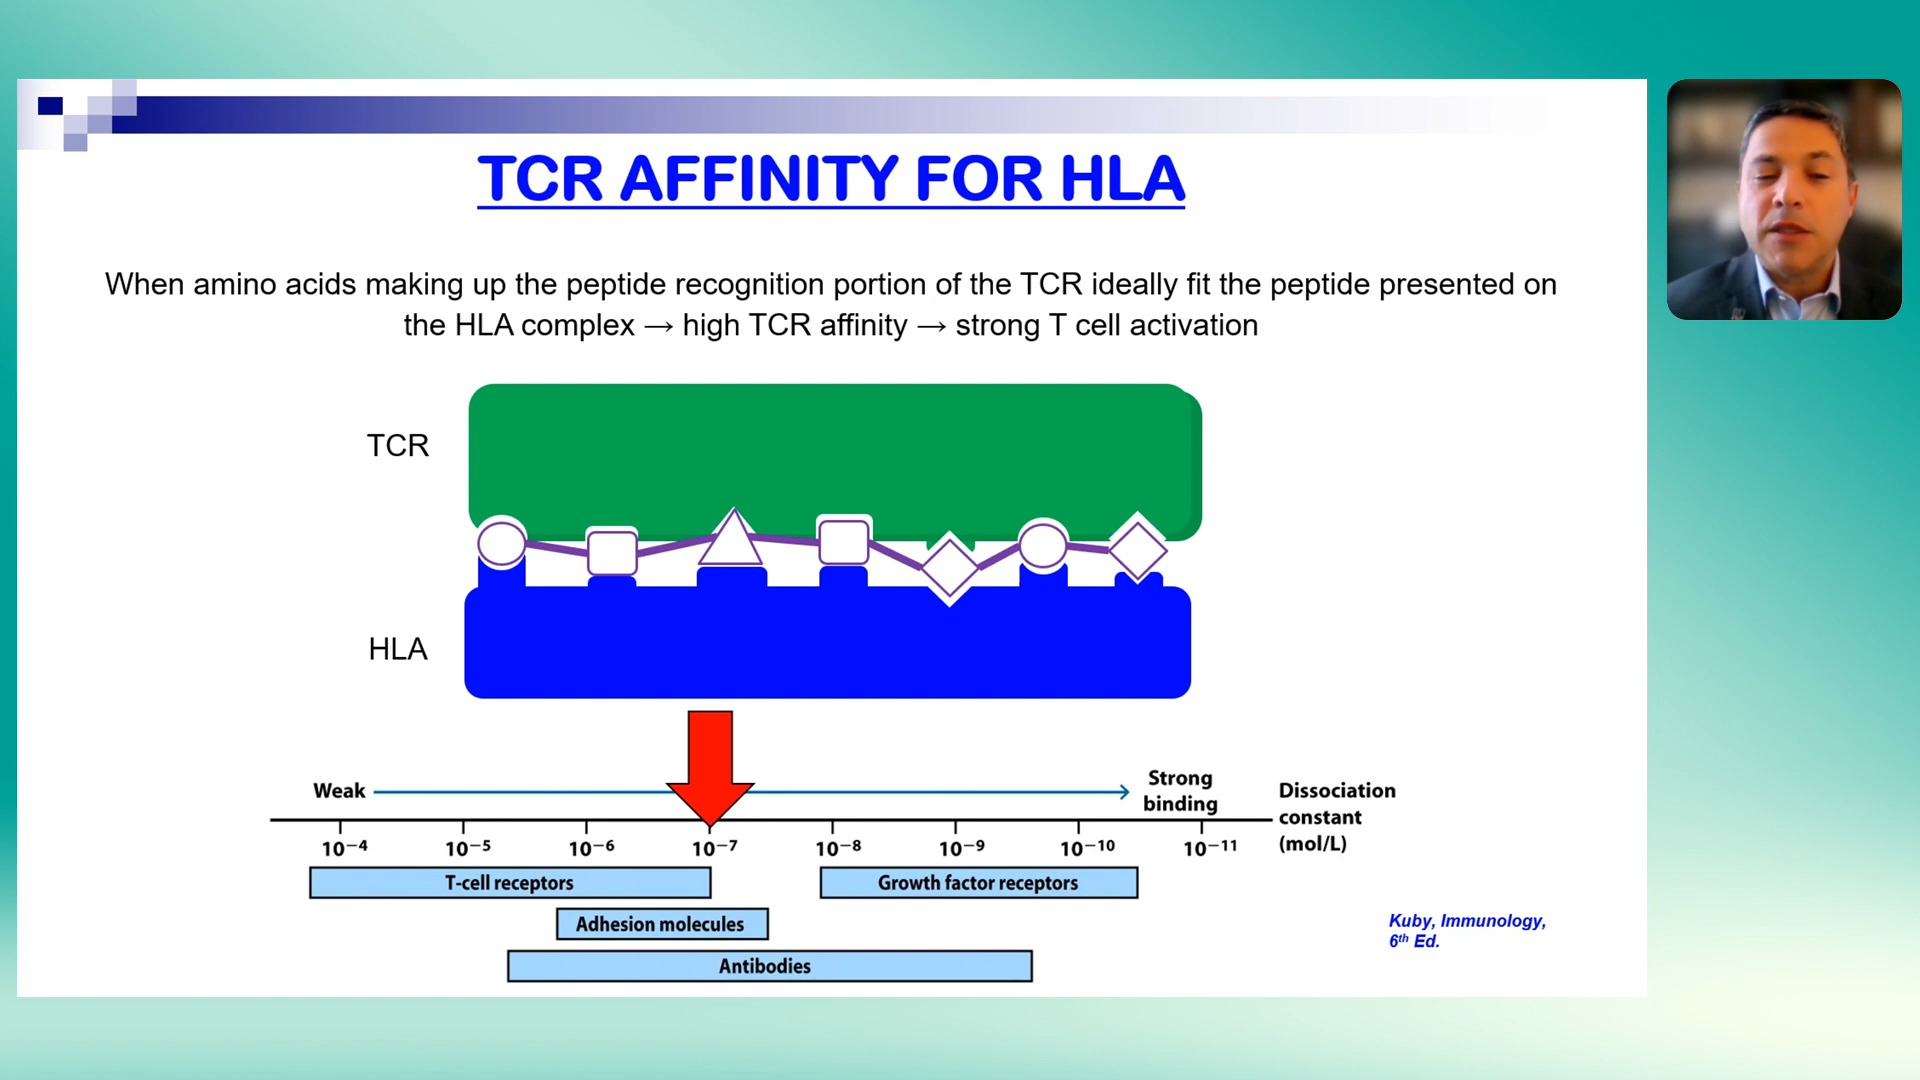 TCR AFFINITY FOR HLA
When amino acids making up the peptide recognition portion of the TCR ideally fit the peptide presented on
the HLA complex → high TCR affinity → strong T cell activation
TCR
HLA
Weak
Strong
binding
Dissociation
constant
(mol/L)
10⁻⁴ 10⁻⁵ 10⁻⁶ 10⁻⁷ 10⁻⁸ 10⁻⁹ 10⁻¹⁰ 10⁻¹¹
T-cell receptors
Growth factor receptors
Adhesion molecules
Antibodies
Kuby, Immunology,
6th Ed.